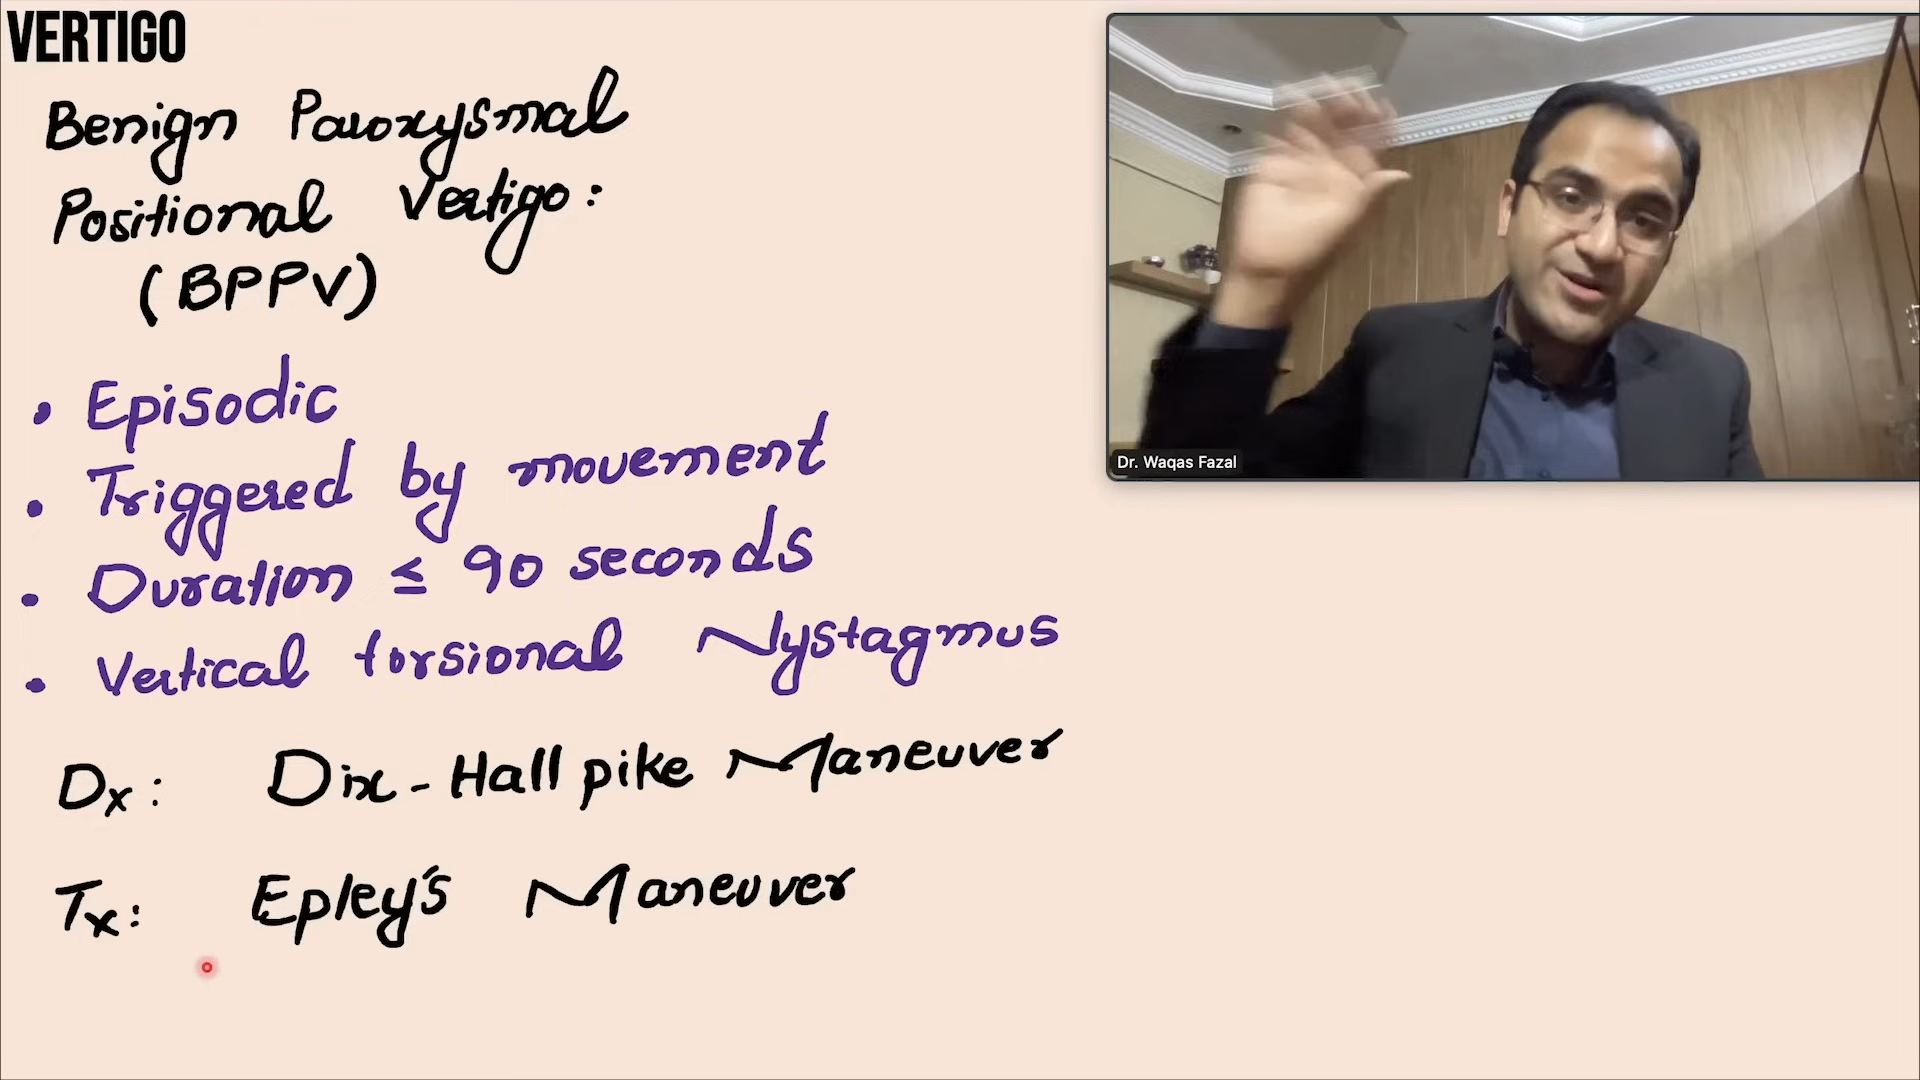 VERTIGO
Benign Paroxysmal
Positional Vertigo:
(BPPV)
• Episodic
• Triggered by movement
• Duration ≤ 90 seconds
• Vertical torsional Nystagmus
Dx: Dix-Hallpike Maneuver
Tx: Epley's Maneuver
Dr. Waqas Fazal